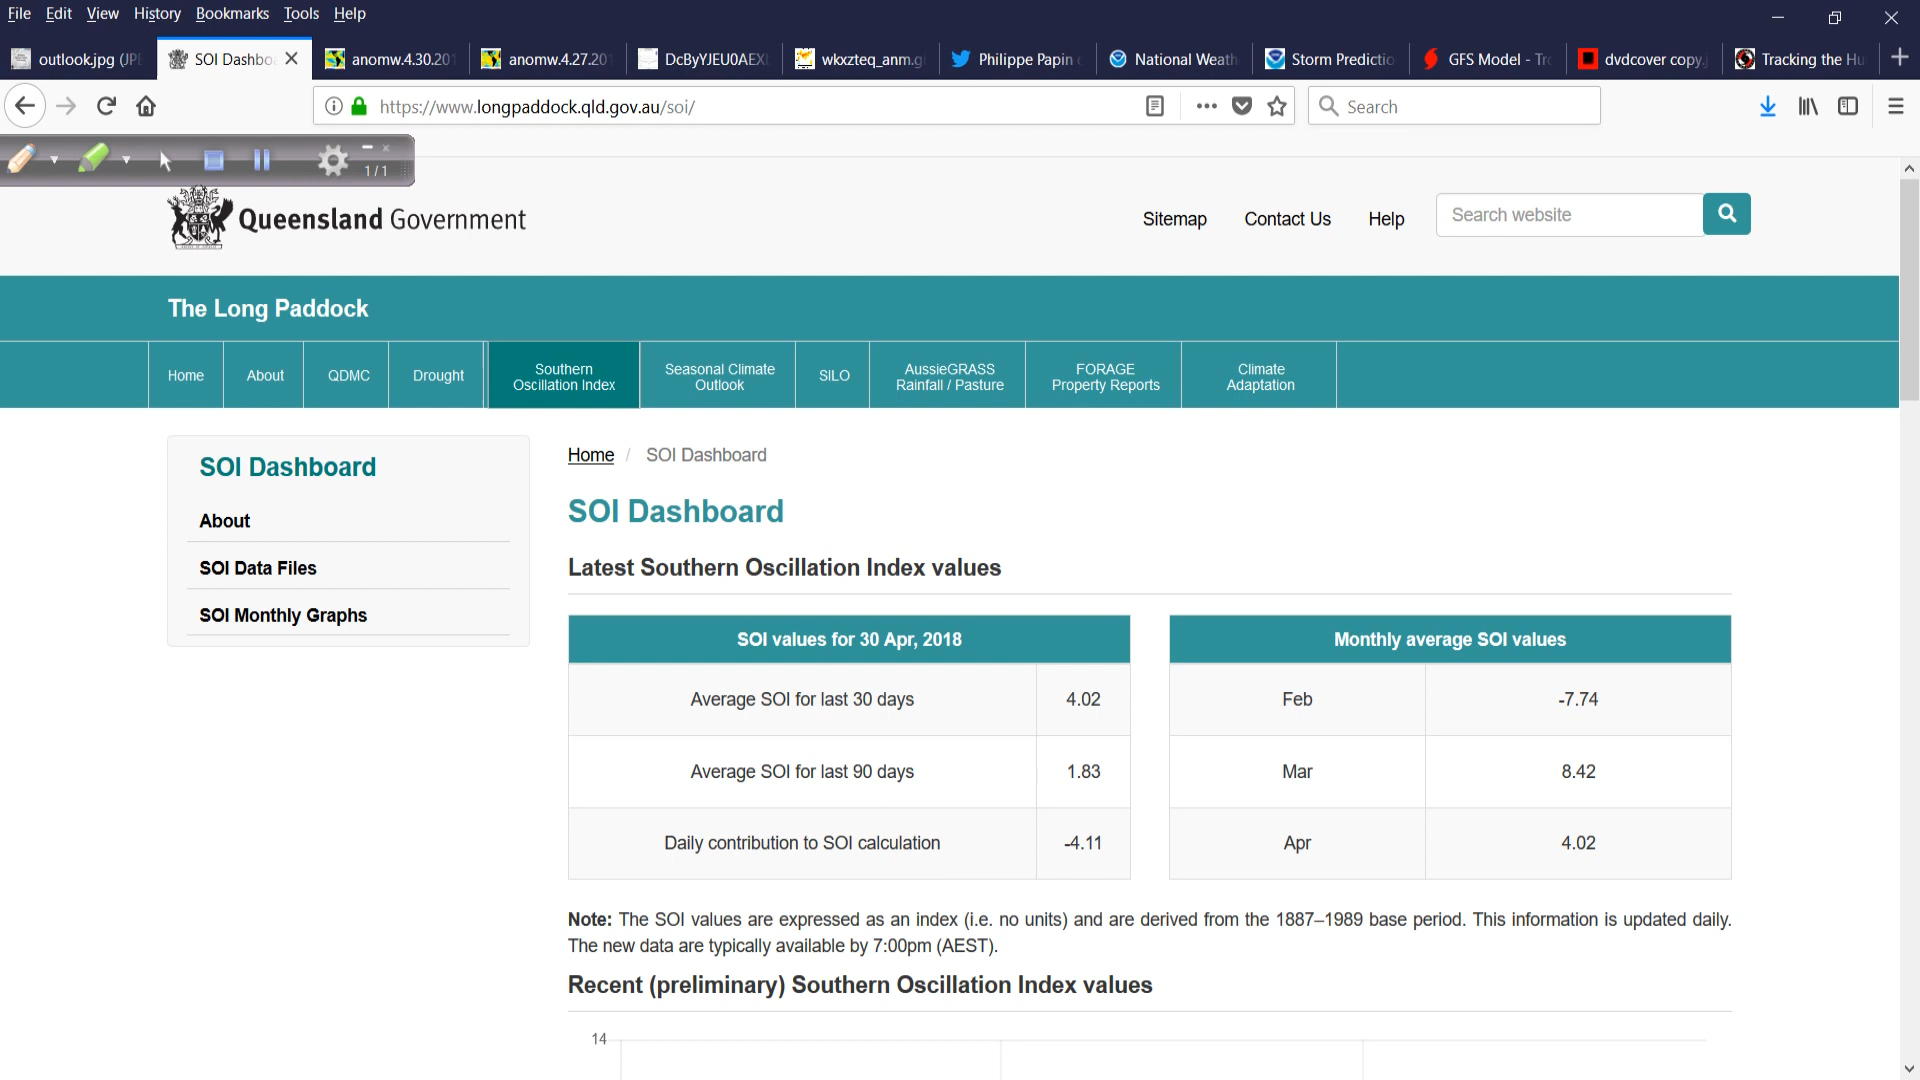 File Edit View History Bookmarks Tools Help
outlook.jpg (JP
SOI Dashbo
anomw.4.30.201
anomw.4.27.20
DcByYJEU0AEX
wkxzteq_anm.g
Philippe Papin
National Weath
Storm Predictio
GFS Model - Tr
dvdcover copy.
Tracking the Hu
https://www.longpaddock.qld.gov.au/soi/
Search
1/1
Queensland Government
Sitemap Contact Us Help
Search website
The Long Paddock
Home
About
QDMC
Drought
Southern
Oscillation Index
Seasonal Climate
Outlook
SILO
AussieGRASS
Rainfall / Pasture
FORAGE
Property Reports
Climate
Adaptation
SOI Dashboard
About
SOI Data Files
SOI Monthly Graphs
Home / SOI Dashboard
SOI Dashboard
Latest Southern Oscillation Index values
SOI values for 30 Apr, 2018
Average SOI for last 30 days 4.02
Average SOI for last 90 days 1.83
Daily contribution to SOI calculation -4.11
Monthly average SOI values
Feb -7.74
Mar 8.42
Apr 4.02
Note: The SOI values are expressed as an index (i.e. no units) and are derived from the 1887–1989 base period. This information is updated daily.
The new data are typically available by 7:00pm (AEST).
Recent (preliminary) Southern Oscillation Index values
14